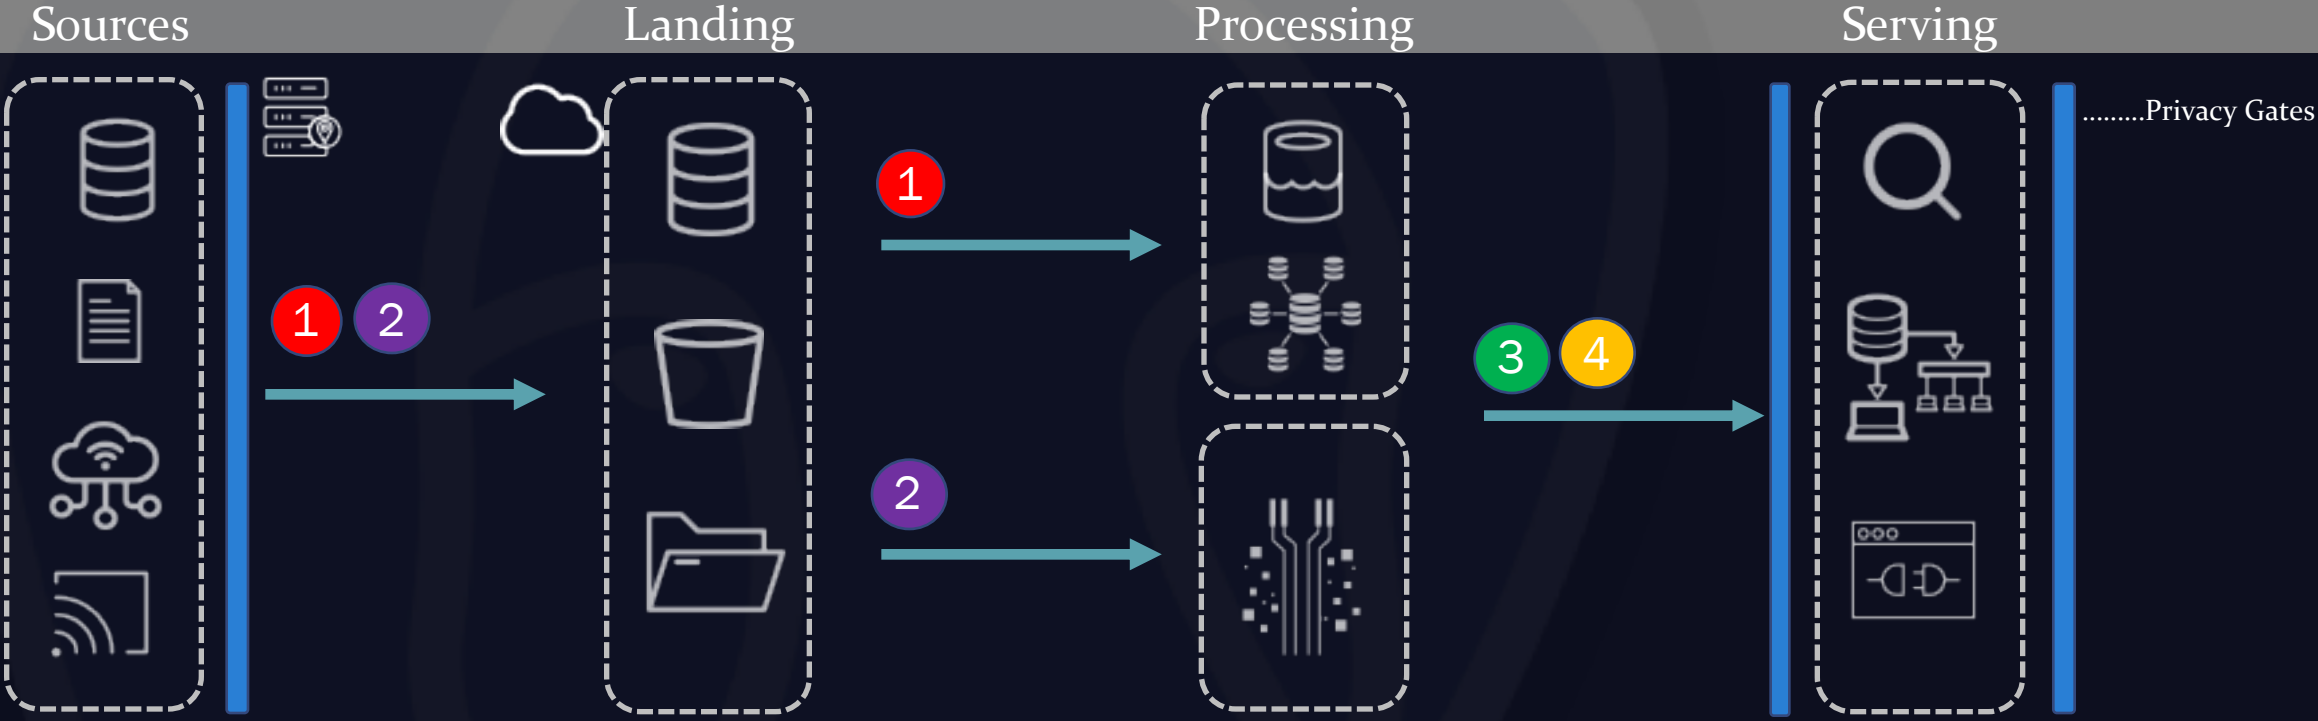 Sources
Landing
Processing
Serving
.........Privacy Gates
1
1 2
3 4
2